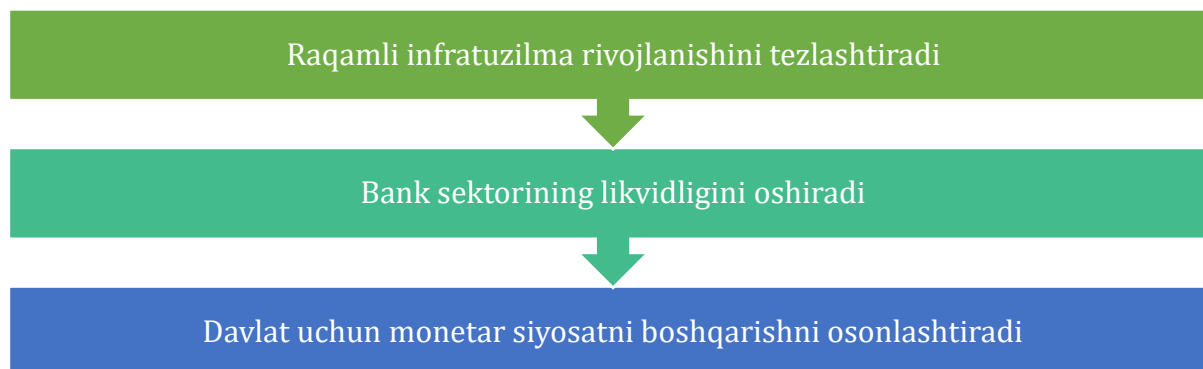 Raqamli infratuzilma rivojlanishini tezlashtiradi
Bank sektorining likvidligini oshiradi
Davlat uchun monetar siyosatni boshqarishni osonlashtiradi